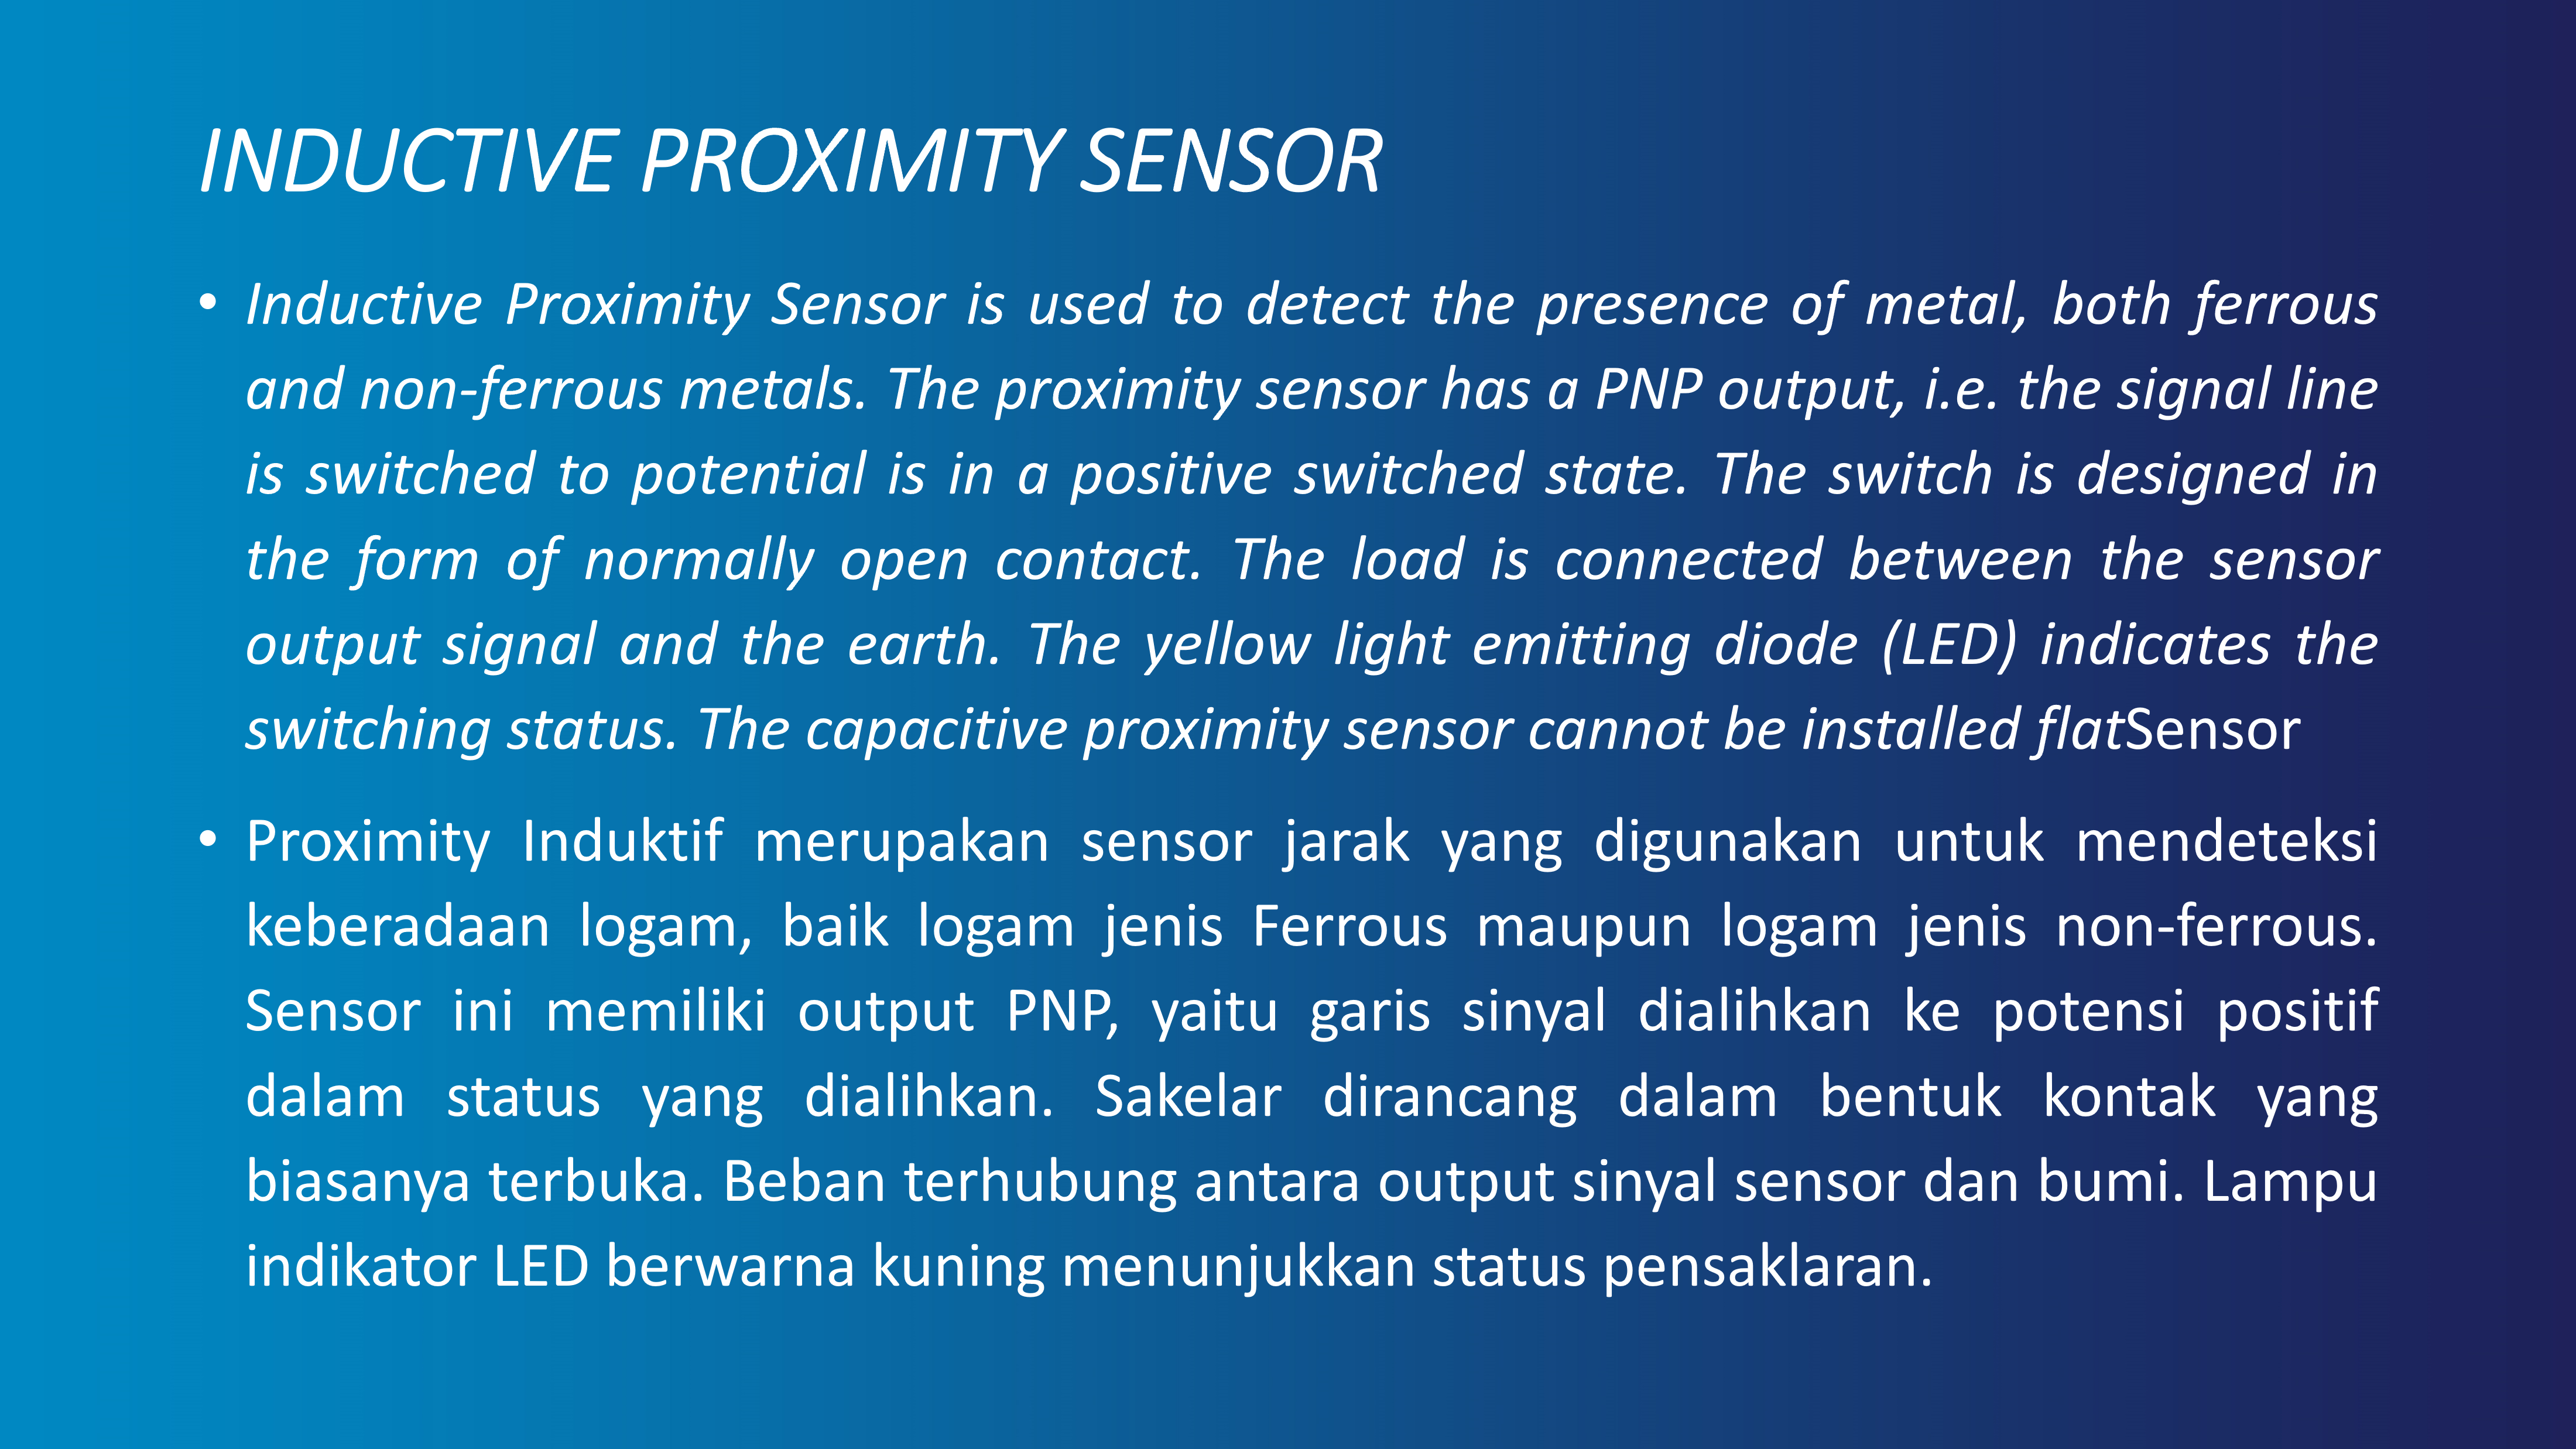 INDUCTIVE PROXIMITY SENSOR
• Inductive Proximity Sensor is used to detect the presence of metal, both ferrous
and non-ferrous metals. The proximity sensor has a PNP output, i.e. the signal line
is switched to potential is in a positive switched state. The switch is designed in
the form of normally open contact. The load is connected between the sensor
output signal and the earth. The yellow light emitting diode (LED) indicates the
switching status. The capacitive proximity sensor cannot be installed flatSensor
• Proximity Induktif merupakan sensor jarak yang digunakan untuk mendeteksi
keberadaan logam, baik logam jenis Ferrous maupun logam jenis non-ferrous.
Sensor ini memiliki output PNP, yaitu garis sinyal dialihkan ke potensi positif
dalam status yang dialihkan. Sakelar dirancang dalam bentuk kontak yang
biasanya terbuka. Beban terhubung antara output sinyal sensor dan bumi. Lampu
indikator LED berwarna kuning menunjukkan status pensaklaran.